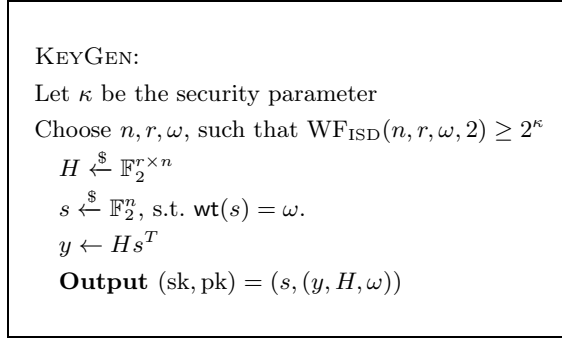 KEYGEN:
Let κ be the security parameter
Choose n, r, ω, such that WF_ISD(n, r, ω, 2) ≥ 2^κ
H ←$ 𝔽_2^{r×n}
s ←$ 𝔽_2^n, s.t. wt(s) = ω.
y ← Hs^T
Output (sk, pk) = (s, (y, H, ω))